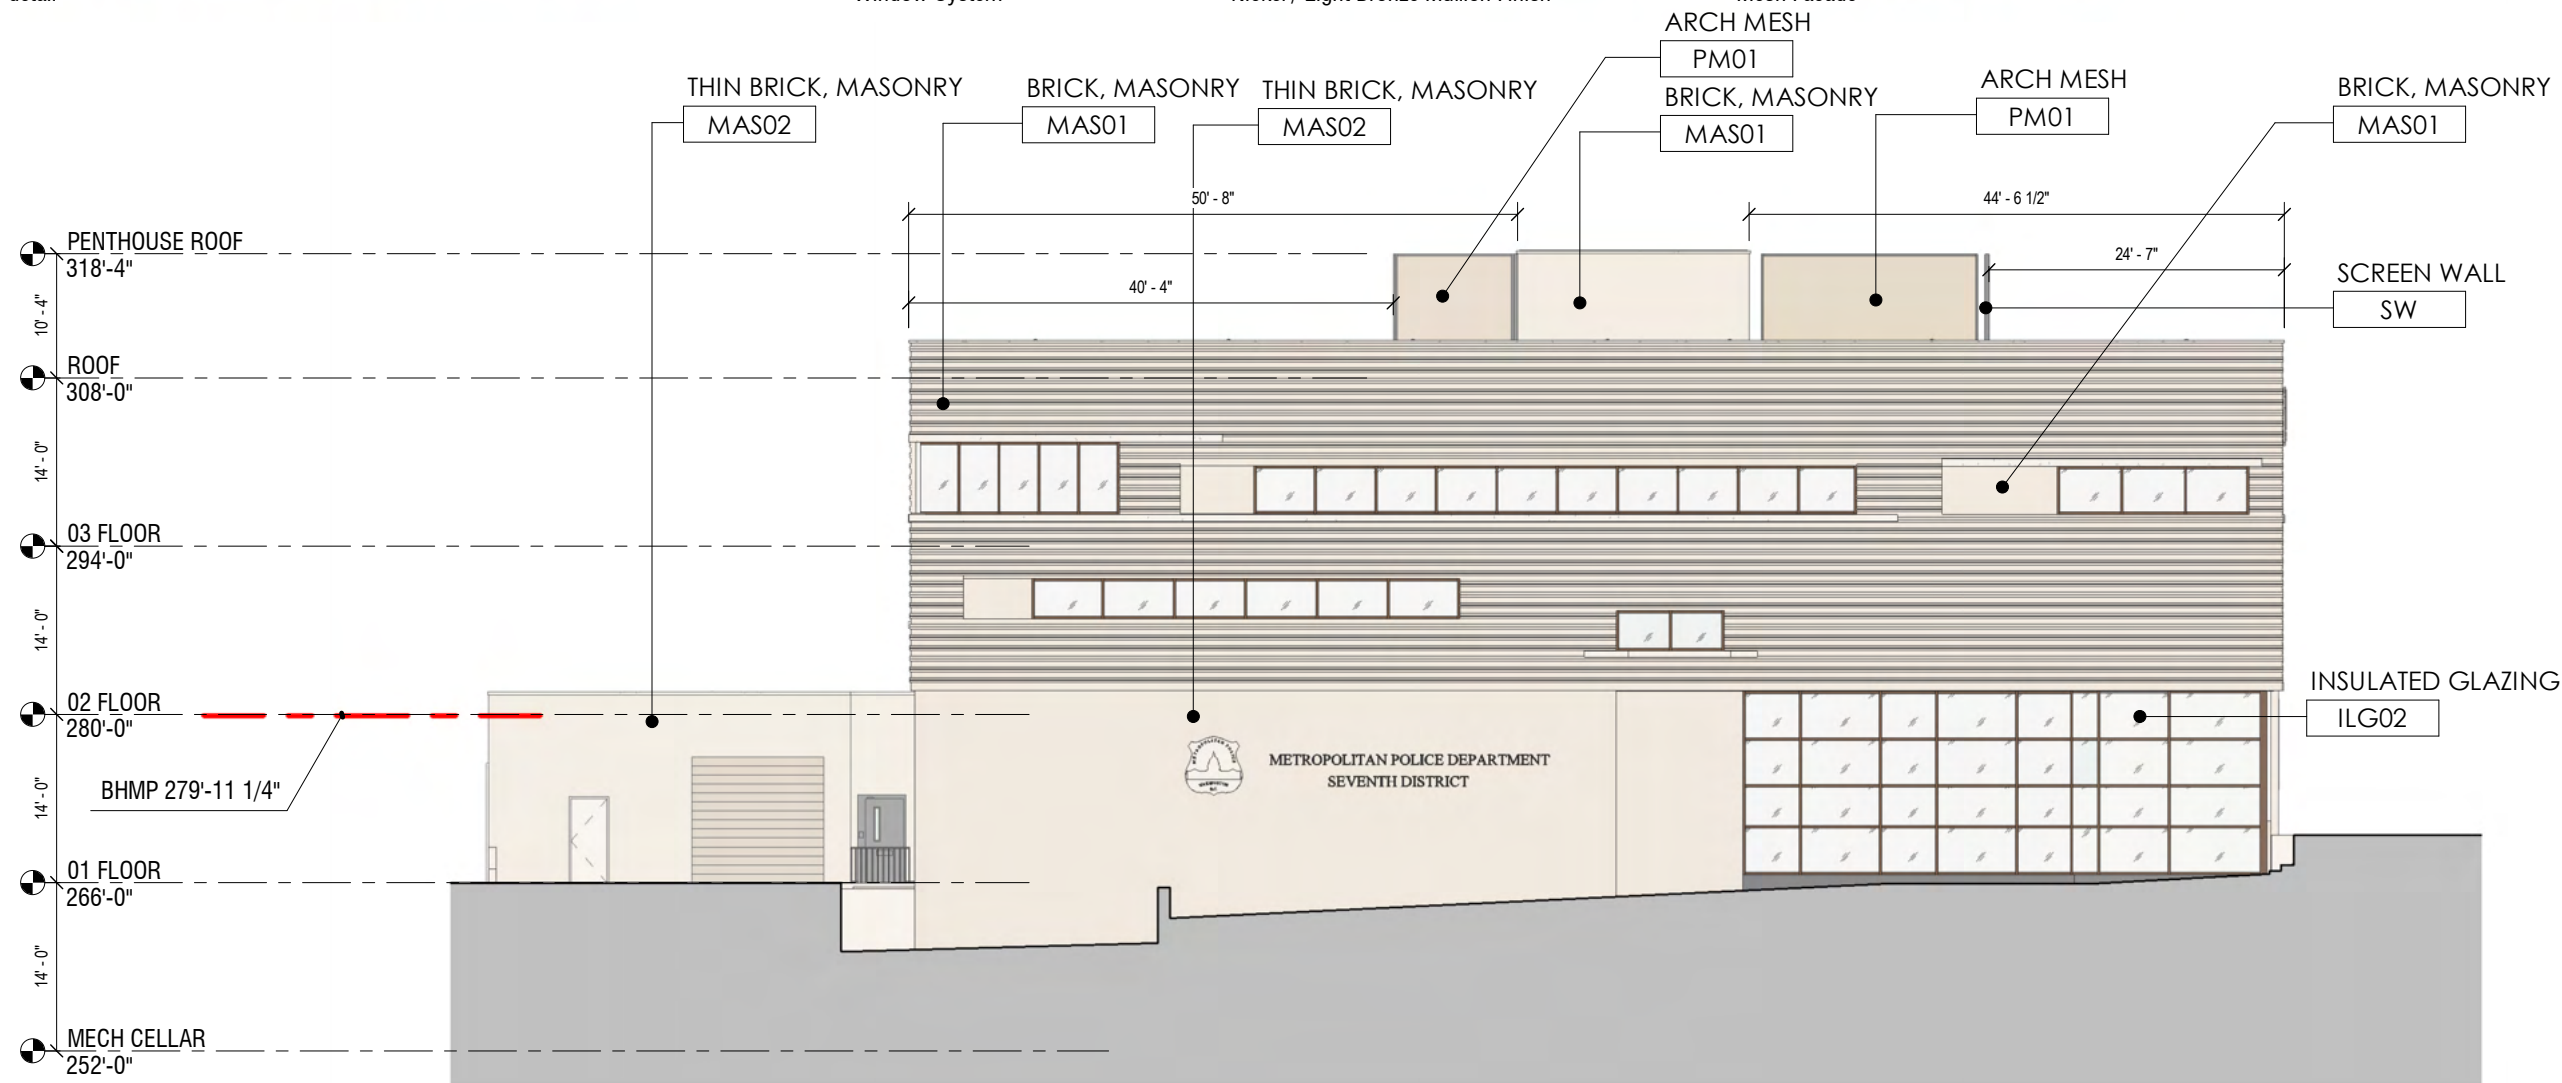 ARCH MESH
PM01
THIN BRICK, MASONRY
MAS02
BRICK, MASONRY
MAS01
THIN BRICK, MASONRY
MAS02
BRICK, MASONRY
MAS01
ARCH MESH
PM01
BRICK, MASONRY
MAS01
50' - 8"
44' - 6 1/2"
PENTHOUSE ROOF
318'-4"
40' - 4"
24' - 7"
SCREEN WALL
SW
10' - 4"
ROOF
308'-0"
14' - 0"
03 FLOOR
294'-0"
14' - 0"
02 FLOOR
280'-0"
INSULATED GLAZING
ILG02
METROPOLITAN POLICE DEPARTMENT
SEVENTH DISTRICT
BHMP 279'-11 1/4"
14' - 0"
01 FLOOR
266'-0"
14' - 0"
MECH CELLAR
252'-0"